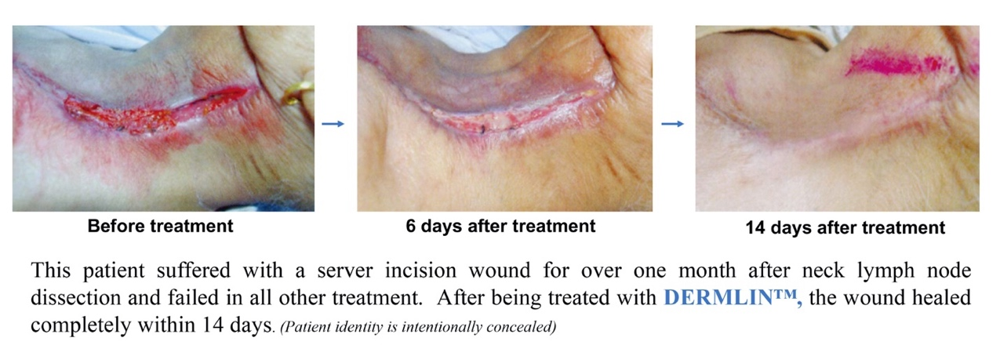 Before treatment
6 days after treatment
14 days after treatment
This patient suffered with a server incision wound for over one month after neck lymph node
dissection and failed in all other treatment. After being treated with DERMLIN™, the wound healed
completely within 14 days. (Patient identity is intentionally concealed)